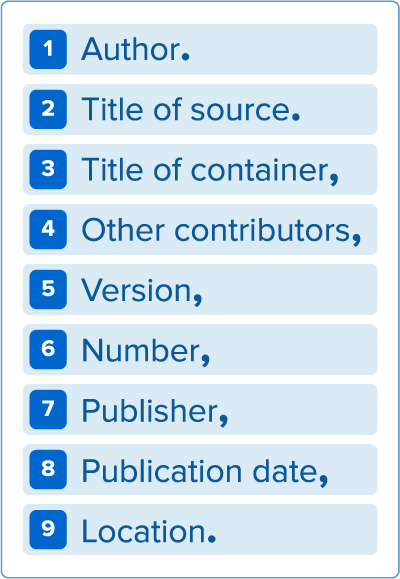 1 Author.
2 Title of source.
3 Title of container,
4 Other contributors,
5 Version,
6 Number,
7 Publisher,
8 Publication date,
9 Location.